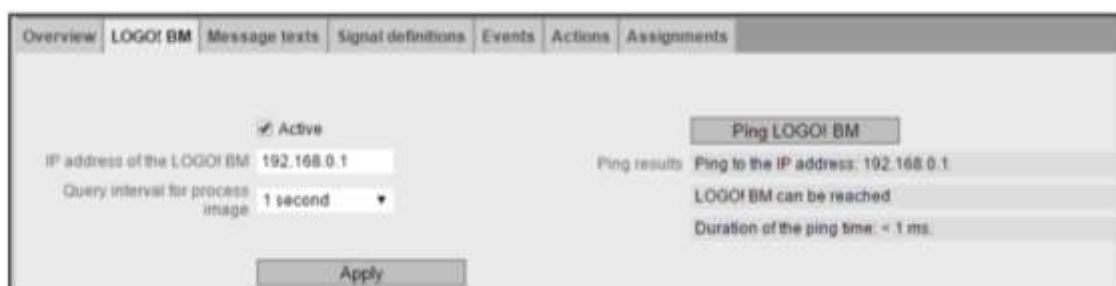 Overview LOGO! BM Message texts Signal definitions Events Actions Assignments
Active
IP address of the LOGO! BM 192.168.0.1
Query interval for process image 1 second
Apply
Ping LOGO! BM
Ping results Ping to the IP address: 192.168.0.1
LOGO! BM can be reached
Duration of the ping time: < 1 ms.